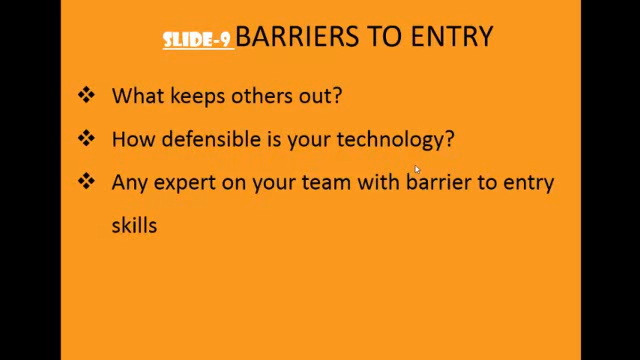 SLIDE-9 BARRIERS TO ENTRY
❖ What keeps others out?
❖ How defensible is your technology?
❖ Any expert on your team with barrier to entry
skills